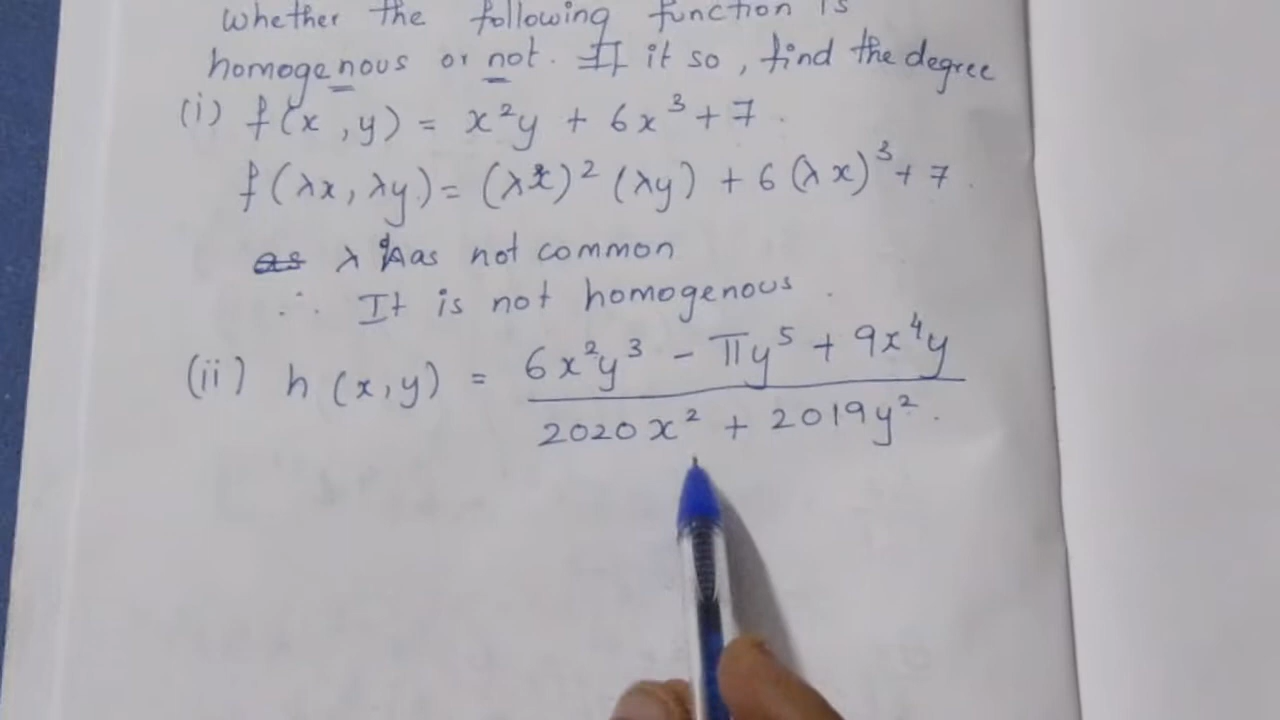 whether the following function is
homogenous or not. If it so, find the degree
(i) f(x,y) = x²y + 6x³ + 7.
f(λx, λy) = (λx)² (λy) + 6(λx)³ + 7.
as λ has not common
∴ It is not homogenous.
(ii) h(x,y) = 6x²y³ - πy⁵ + 9x⁴y
2020x² + 2019y².